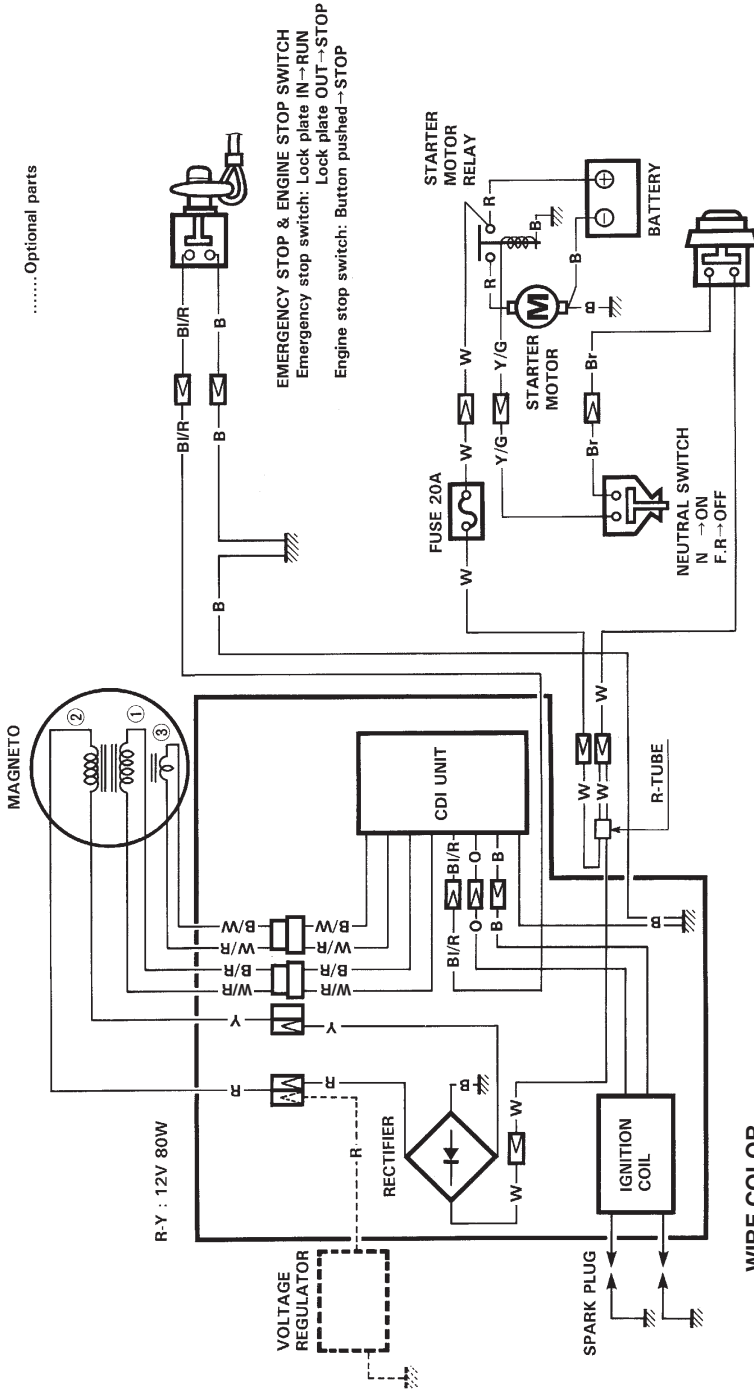 MAGNETO
........Optional parts
②
①
③
R-Y : 12V 80W
R
Y
W/R
B/R
W/R
B/W
R
Y
W/R
B/R
W/R
B/W
Bl/R
Bl/R
B
B
B
EMERGENCY STOP & ENGINE STOP SWITCH
Emergency stop switch: Lock plate IN→RUN
Lock plate OUT→STOP
Engine stop switch: Button pushed→STOP
VOLTAGE
REGULATOR
R
RECTIFIER
B
CDI UNIT
Bl/R
Bl/R
O
O
B
B
W
W
FUSE 20A
W
W
W
STARTER
MOTOR
RELAY
R
R
B
Y/G
Y/G
M
STARTER
MOTOR
B
B
BATTERY
Br
Br
NEUTRAL SWITCH
N →ON
F.R→OFF
W
W
W
R-TUBE
B
IGNITION
COIL
SPARK PLUG
WIRE COLOR